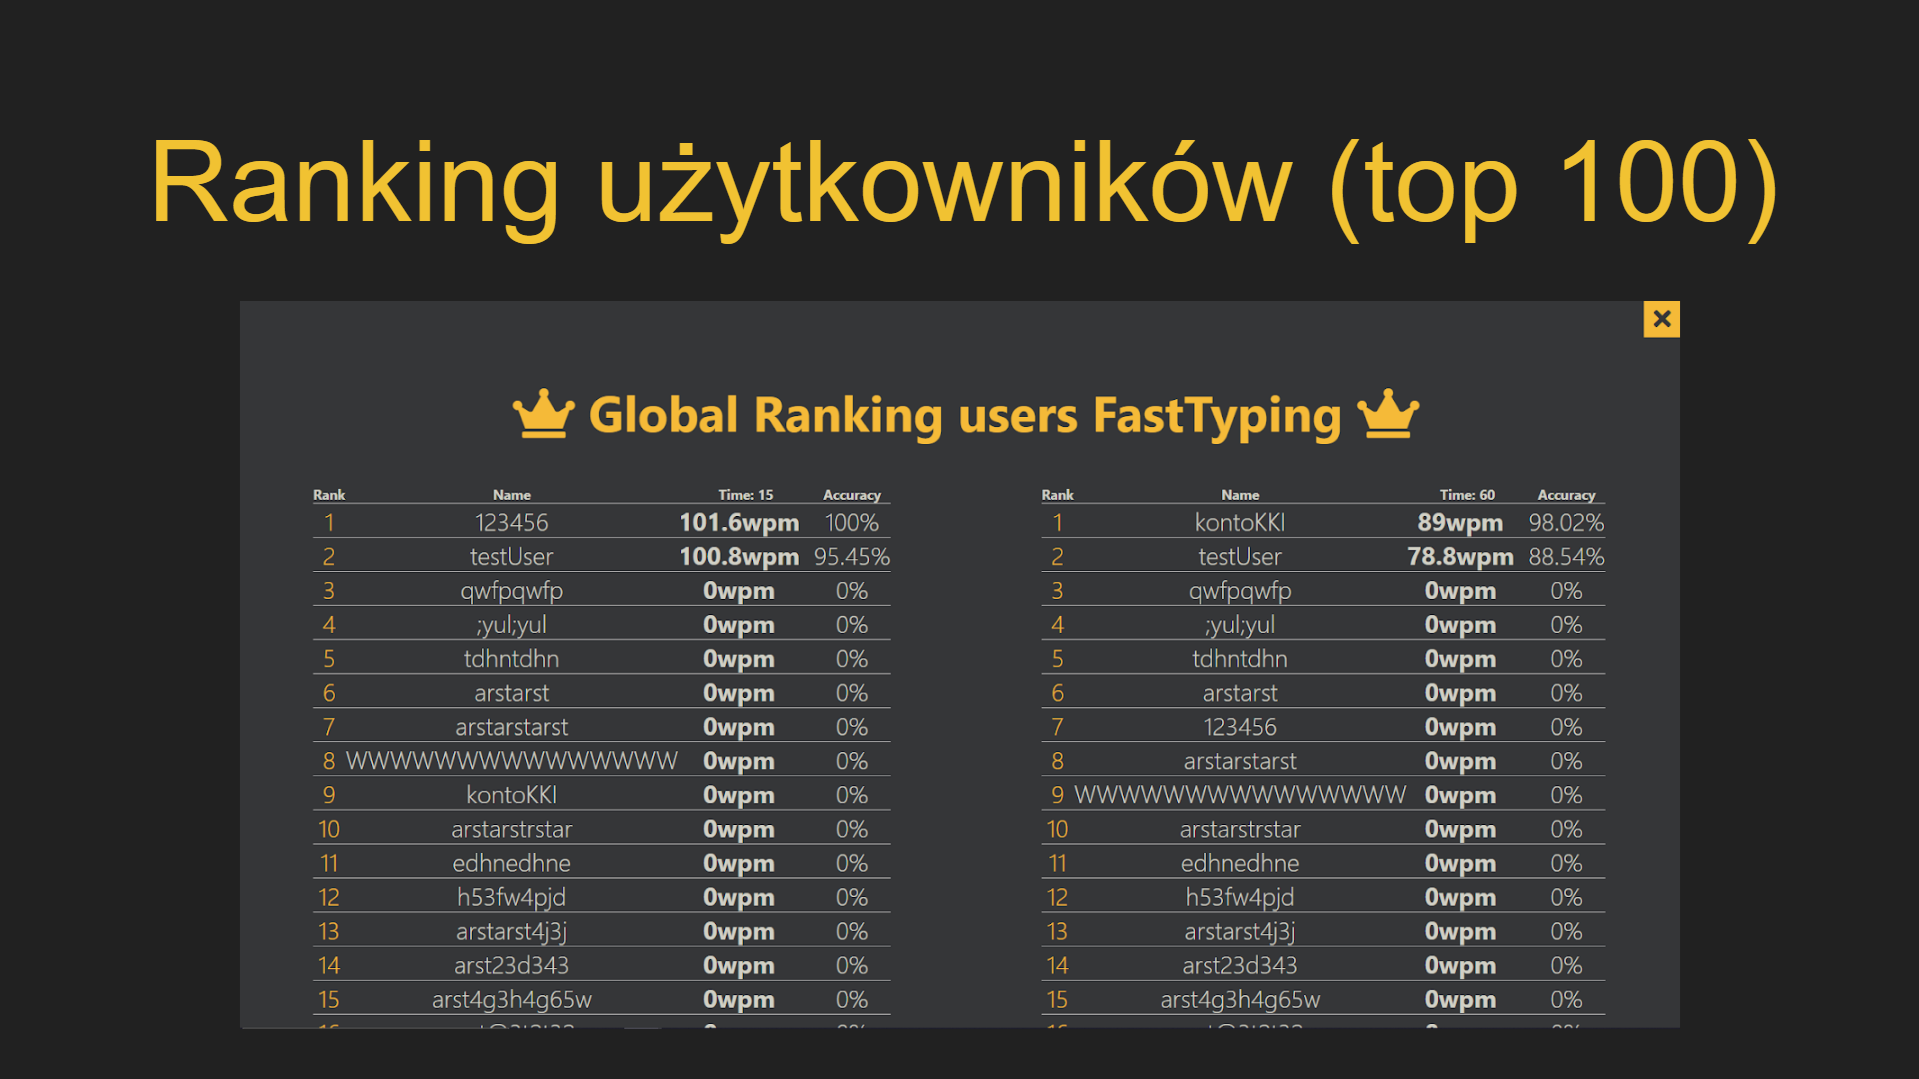 Ranking użytkowników (top 100)
Global Ranking users FastTyping
Rank Name Time: 15 Accuracy
1 123456 101.6wpm 100%
2 testUser 100.8wpm 95.45%
3 qwfpqwfp 0wpm 0%
4 ;yul;yul 0wpm 0%
5 tdhntdhn 0wpm 0%
6 arstarst 0wpm 0%
7 arstarstarst 0wpm 0%
8 WWWWWWWWWWWWWWW 0wpm 0%
9 kontoKKI 0wpm 0%
10 arstarstrstar 0wpm 0%
11 edhnedhne 0wpm 0%
12 h53fw4pjd 0wpm 0%
13 arstarst4j3j 0wpm 0%
14 arst23d343 0wpm 0%
15 arst4g3h4g65w 0wpm 0%
Rank Name Time: 60 Accuracy
1 kontoKKI 89wpm 98.02%
2 testUser 78.8wpm 88.54%
3 qwfpqwfp 0wpm 0%
4 ;yul;yul 0wpm 0%
5 tdhntdhn 0wpm 0%
6 arstarst 0wpm 0%
7 123456 0wpm 0%
8 arstarstarst 0wpm 0%
9 WWWWWWWWWWWWWWW 0wpm 0%
10 arstarstrstar 0wpm 0%
11 edhnedhne 0wpm 0%
12 h53fw4pjd 0wpm 0%
13 arstarst4j3j 0wpm 0%
14 arst23d343 0wpm 0%
15 arst4g3h4g65w 0wpm 0%